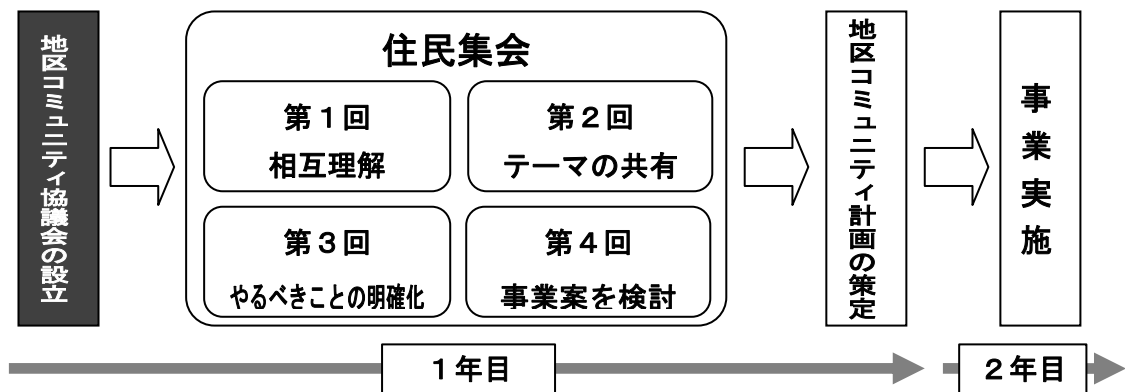 地区コミュニティ協議会の設立
住民集会
第１回
相互理解
第２回
テーマの共有
第３回
やるべきことの明確化
第４回
事業案を検討
地区コミュニティ計画の策定
事業実施
１年目
２年目